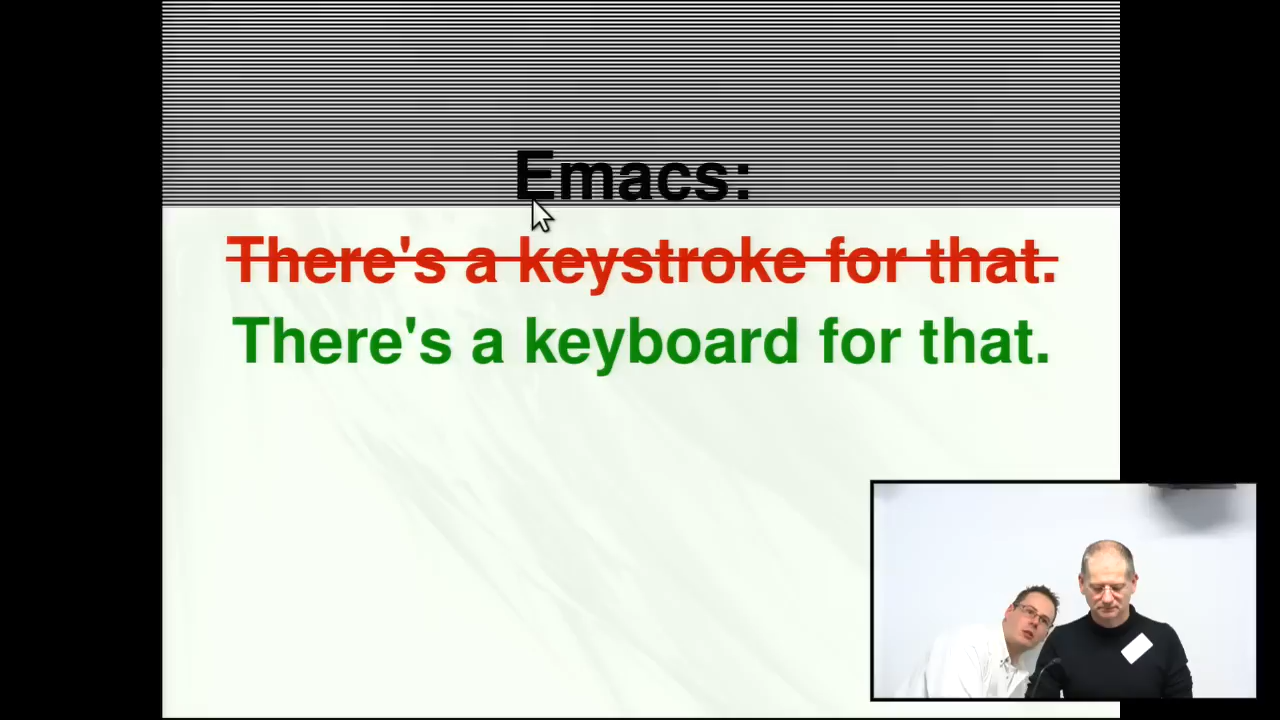 Emacs:
There's a keystroke for that.
There's a keyboard for that.